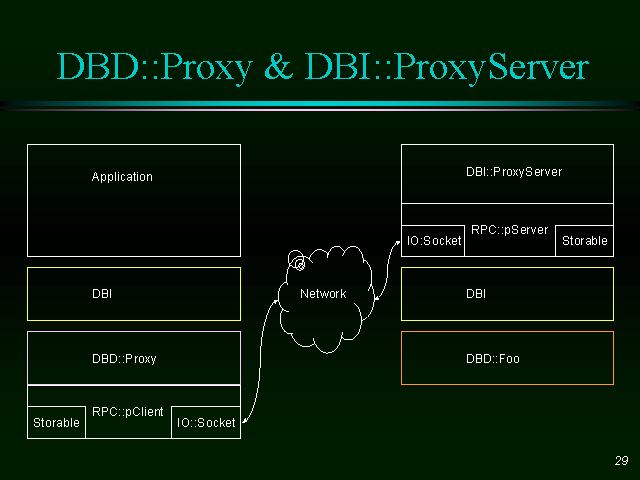 DBD::Proxy & DBI::ProxyServer
Application
DBI
DBD::Proxy
RPC::pClient
Storable
IO::Socket
Network
DBI::ProxyServer
RPC::pServer
IO:Socket
Storable
DBI
DBD::Foo
29